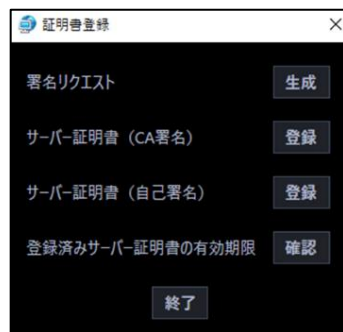 証明書登録
署名リクエスト 生成
サーバー証明書（CA署名） 登録
サーバー証明書（自己署名） 登録
登録済みサーバー証明書の有効期限 確認
終了